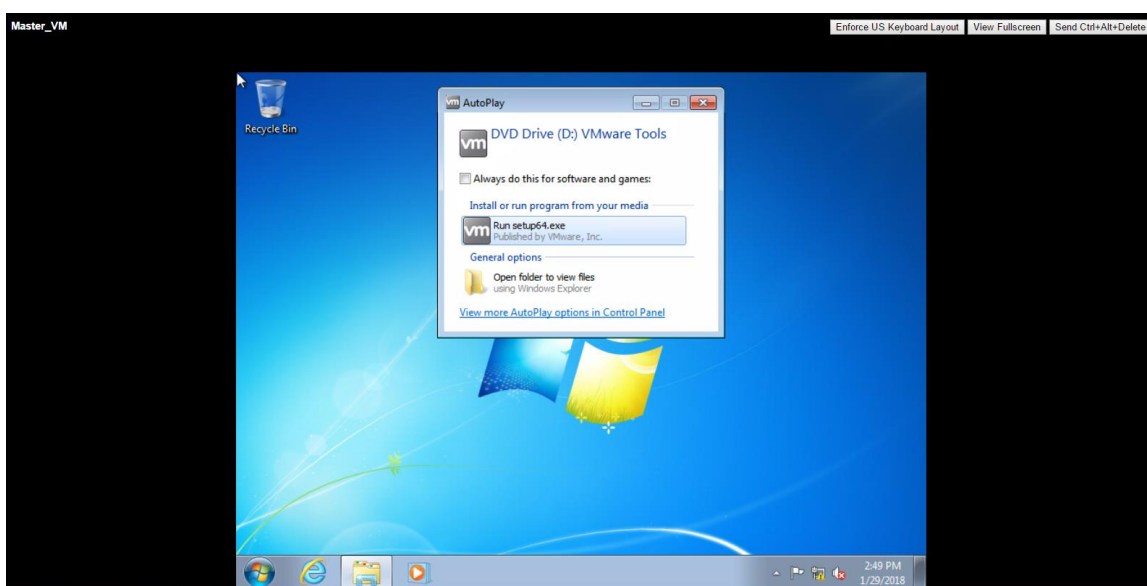 Master_VM
Enforce US Keyboard Layout
View Fullscreen
Send Ctrl+Alt+Delete
Recycle Bin
vm AutoPlay
vm DVD Drive (D:) VMware Tools
Always do this for software and games:
Install or run program from your media
vm Run setup64.exe
Published by VMware, Inc.
General options
Open folder to view files
using Windows Explorer
View more AutoPlay options in Control Panel
2:49 PM
1/29/2018